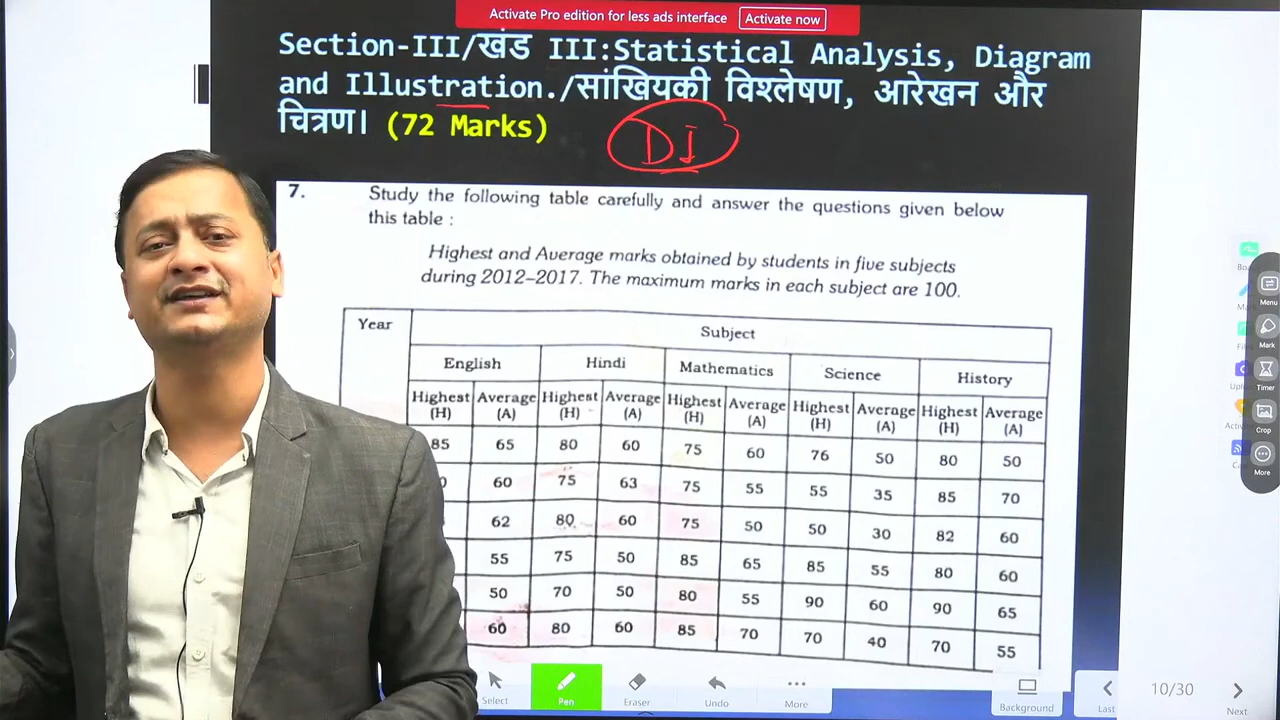 Activate Pro edition for less ads interface Activate now
Section-III/खंड III:Statistical Analysis, Diagram
and Illustration./सांख्यिकी विश्लेषण, आरेखन और
चित्रण। (72 Marks)
DI
7. Study the following table carefully and answer the questions given below
this table :
Highest and Average marks obtained by students in five subjects
during 2012–2017. The maximum marks in each subject are 100.
Year Subject
English Hindi Mathematics Science History
Highest Average Highest Average Highest Average Highest Average Highest Average
(H) (A) (H) (A) (H) (A) (H) (A) (H) (A)
85 65 80 60 75 60 76 50 80 50
60 75 63 75 55 55 35 85 70
62 80 60 75 50 50 30 82 60
55 75 50 85 65 85 55 80 60
50 70 50 80 55 90 60 90 65
60 80 60 85 70 70 40 70 55
Menu
Mark
Timer
Crop
More
Select Pen Eraser Undo More Background Last 10/30 Next